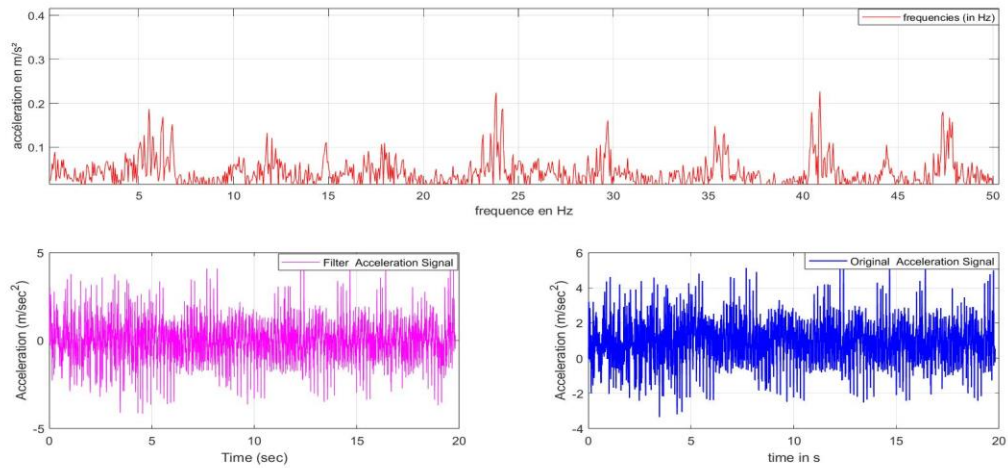 0.4
0.3
0.2
0.1
accéleration en m/s²
frequencies (in Hz)
5 10 15 20 25 30 35 40 45 50
frequence en Hz
5
0
-5
Acceleration (m/sec²)
Filter Acceleration Signal
0 5 10 15 20
Time (sec)
6
4
2
0
-2
-4
Acceleration (m/sec²)
Original Acceleration Signal
0 5 10 15 20
time in s